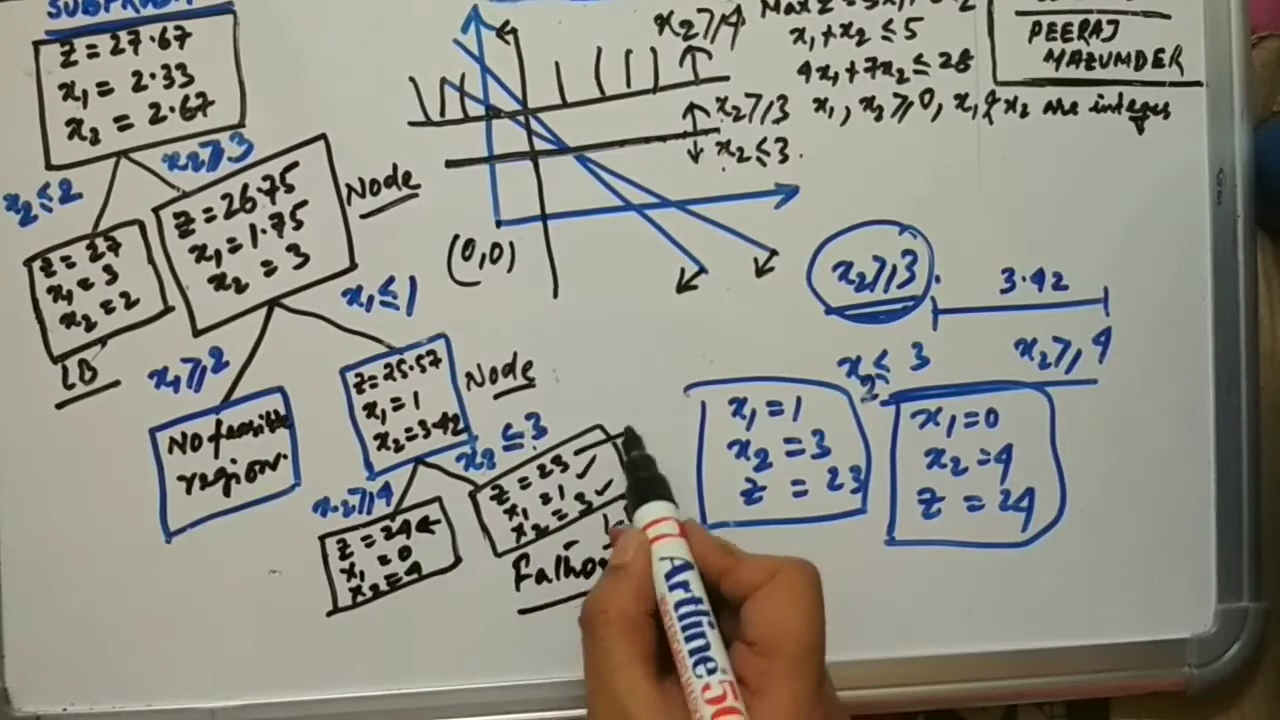 SUBPROB
Z = 27.67
x₁ = 2.33
x₂ = 2.67
x₂ ≤ 2
x₂ ≥ 3
Z = 27
x₁ = 3
x₂ = 2
LB
Z = 26.75
x₁ = 1.75
x₂ = 3
Node
x₁ ≥ 2
x₁ ≤ 1
No feasible
region.
Z = 25.57
x₁ = 1
x₂ = 3.42
Node
x₂ ≥ 4
x₂ ≤ 3
Z = 24
x₁ = 0
x₂ = 4
Z = 23
x₁ = 1 ✓
x₂ = 3 ✓
(0,0)
x₂ ≥ 4
x₂ ≥ 3
x₂ ≤ 3.
x₁ + x₂ ≤ 5
4x₁ + 7x₂ ≤ 28
x₁, x₂ ≥ 0, x₁ & x₂ are integer
PEERAJ
MAZUMDER
x₂ ≥ 3.
3.42
x₂ ≤ 3
x₂ ≥ 4
x₁ = 1
x₂ = 3
Z = 23
x₁ = 0
x₂ = 4
Z = 24
Artline 50